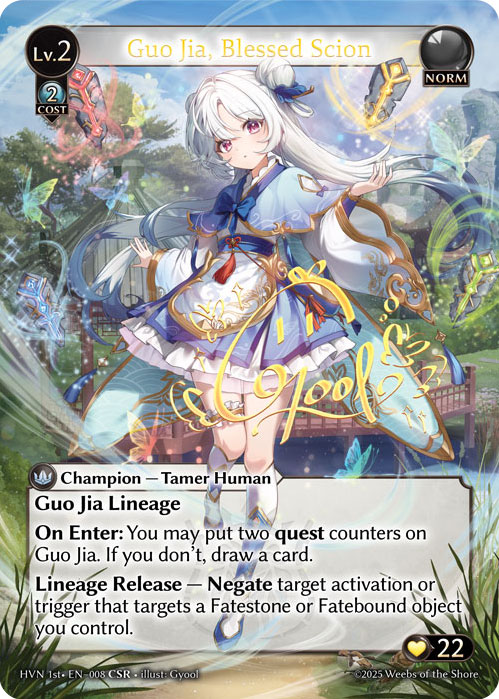 Guo Jia, Blessed Scion
Lv.2
NORM
2
COST
Gyool
Champion — Tamer Human
Guo Jia Lineage
On Enter: You may put two quest counters on
Guo Jia. If you don't, draw a card.
Lineage Release — Negate target activation or
trigger that targets a Fatestone or Fatebound object
you control.
22
HVN 1st • EN-008 CSR • illust: Gyool
©2025 Weebs of the Shore